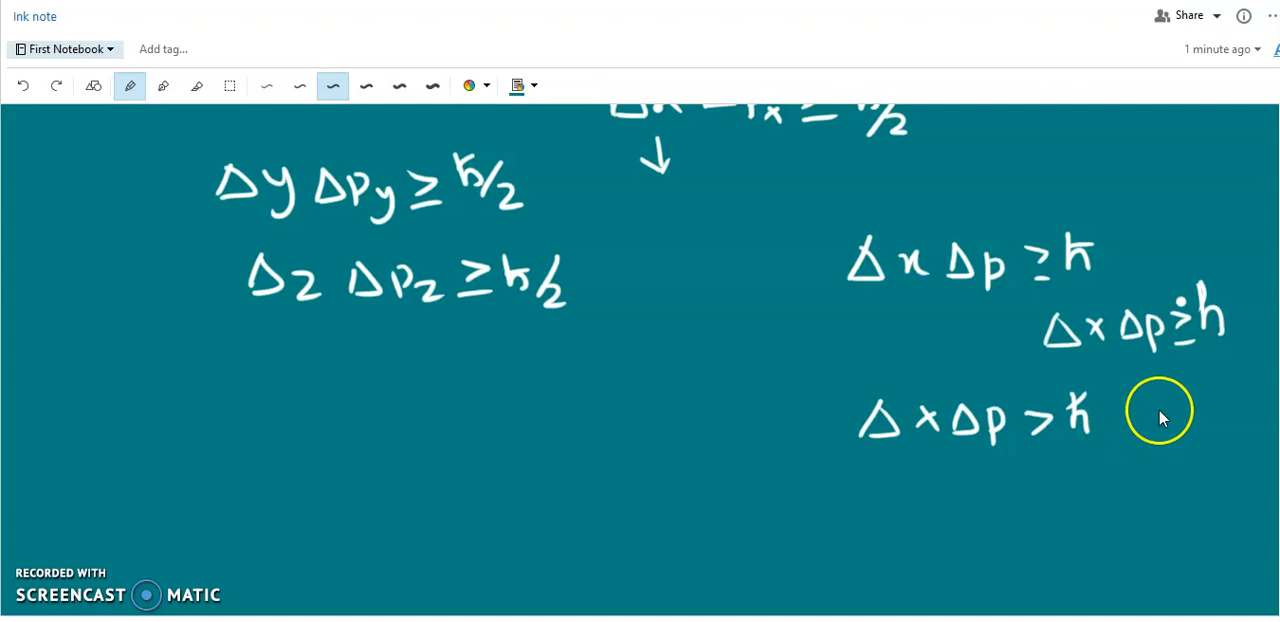 Ink note
Share
First Notebook
Add tag...
1 minute ago
Δy Δpy ≥ ħ/2
Δz Δpz ≥ ħ/2
Δx Δp ≥ ħ
Δx Δp ≥ h
Δx Δp > ħ
RECORDED WITH
SCREENCAST MATIC